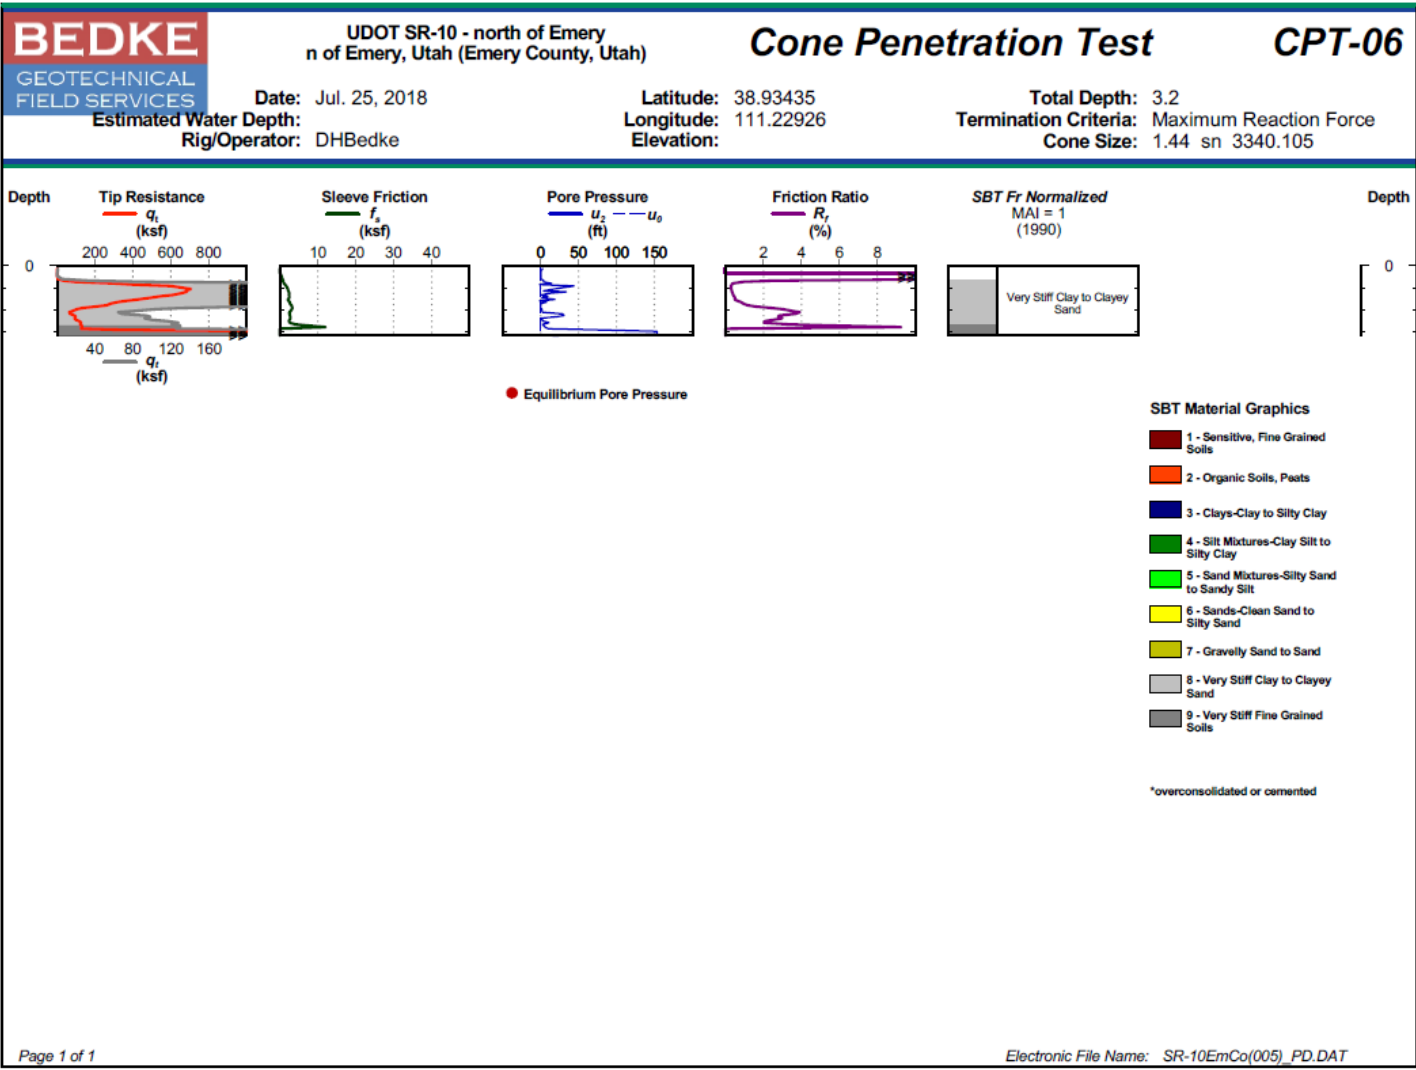 BEDKE
GEOTECHNICAL
FIELD SERVICES
UDOT SR-10 - north of Emery
n of Emery, Utah (Emery County, Utah)
Cone Penetration Test
CPT-06
Date: Jul. 25, 2018
Estimated Water Depth:
Rig/Operator: DHBedke
Latitude: 38.93435
Longitude: 111.22926
Elevation:
Total Depth: 3.2
Termination Criteria: Maximum Reaction Force
Cone Size: 1.44 sn 3340.105
Depth
Tip Resistance
qt
(ksf)
200 400 600 800
0
40 80 120 160
qt
(ksf)
Sleeve Friction
fs
(ksf)
10 20 30 40
Pore Pressure
u2 u0
(ft)
0 50 100 150
Equilibrium Pore Pressure
Friction Ratio
Rf
(%)
2 4 6 8
SBT Fr Normalized
MAI = 1
(1990)
Very Stiff Clay to Clayey
Sand
Depth
0
SBT Material Graphics
1 - Sensitive, Fine Grained
Soils
2 - Organic Soils, Peats
3 - Clays-Clay to Silty Clay
4 - Silt Mixtures-Clay Silt to
Silty Clay
5 - Sand Mixtures-Silty Sand
to Sandy Silt
6 - Sands-Clean Sand to
Silty Sand
7 - Gravelly Sand to Sand
8 - Very Stiff Clay to Clayey
Sand
9 - Very Stiff Fine Grained
Soils
*overconsolidated or cemented
Page 1 of 1
Electronic File Name: SR-10EmCo(005)_PD.DAT